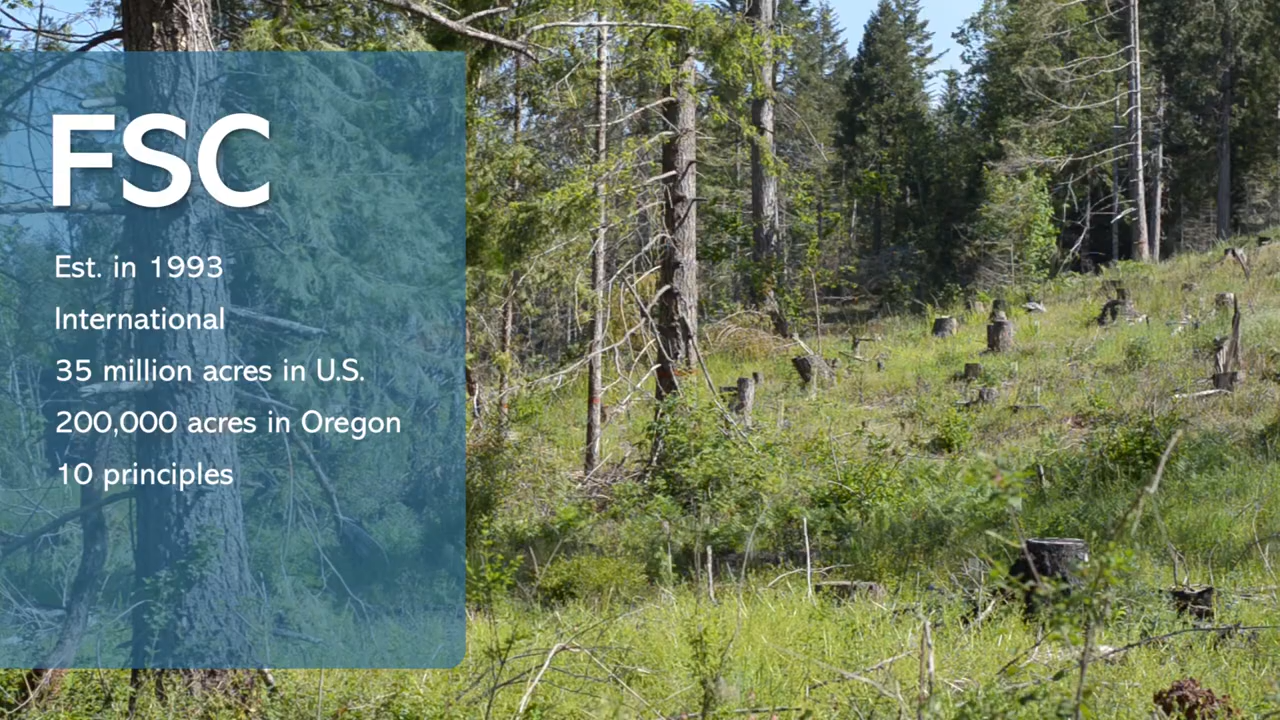 FSC
Est. in 1993
International
35 million acres in U.S.
200,000 acres in Oregon
10 principles